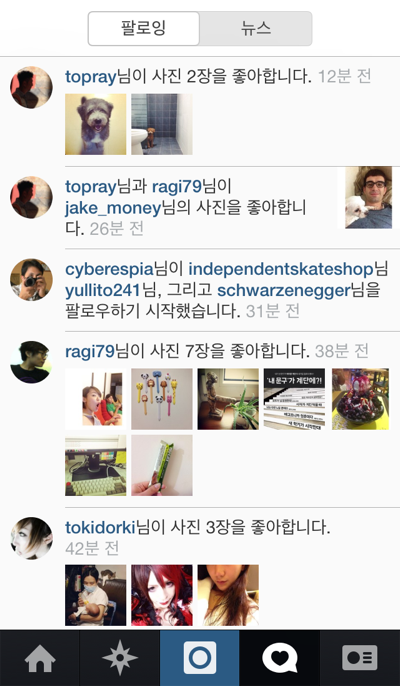 팔로잉
뉴스
topray님이 사진 2장을 좋아합니다. 12분 전
topray님과 ragi79님이
jake_money님의 사진을 좋아합니
다. 26분 전
cyberespia님이 independentskateshop님
yullito241님, 그리고 schwarzenegger님을
팔로우하기 시작했습니다. 31분 전
ragi79님이 사진 7장을 좋아합니다. 38분 전
'내 문구'가 계단에?!
tokidorki님이 사진 3장을 좋아합니다.
42분 전